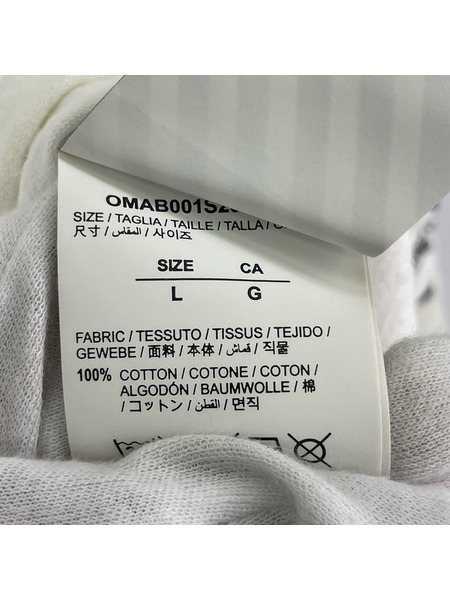 OMAB001S2
SIZE / TAGLIA / TAILLE / TALLA /
尺寸 / المقاس / 사이즈
SIZE CA
L G
FABRIC / TESSUTO / TISSUS / TEJIDO /
GEWEBE / 面料 / 本体 / قماش / 직물
100% COTTON / COTONE / COTON /
ALGODÓN / BAUMWOLLE / 棉
/ コットン / القطن / 면직